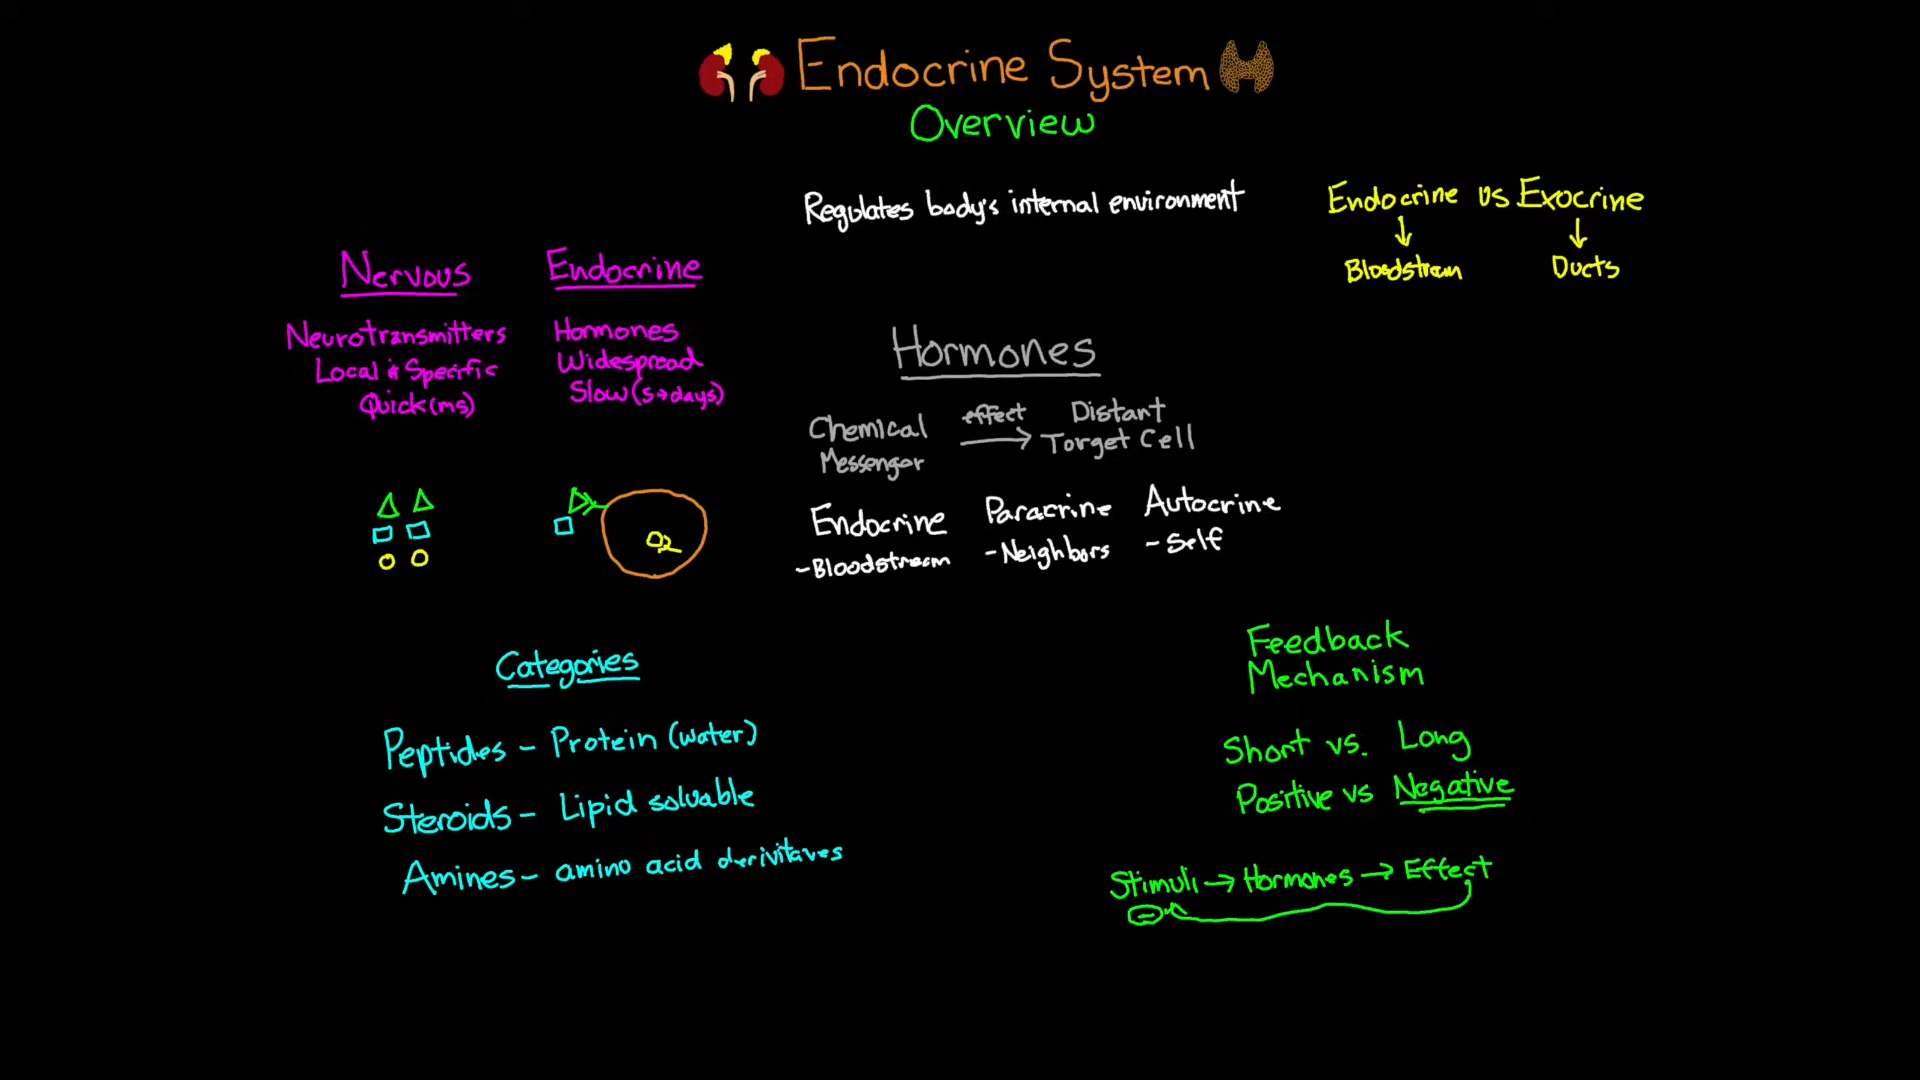 Endocrine System
Overview
Regulates body's internal environment
Endocrine vs Exocrine
Bloodstream
Ducts
Nervous
Neurotransmitters
Local & Specific
Quick (ms)
Endocrine
Hormones
Widespread
Slow (s→days)
O2
Hormones
Chemical Messenger
effect
Distant
Target Cell
Endocrine
-Bloodstream
Paracrine
-Neighbors
Autocrine
-Self
Categories
Peptides - Protein (water)
Steroids - Lipid soluable
Amines - amino acid derivitaves
Feedback
Mechanism
Short vs. Long
Positive vs Negative
Stimuli → Hormones → Effect
-